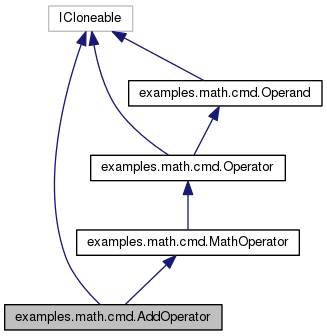 ICloneable
examples.math.cmd.Operand
examples.math.cmd.Operator
examples.math.cmd.MathOperator
examples.math.cmd.AddOperator